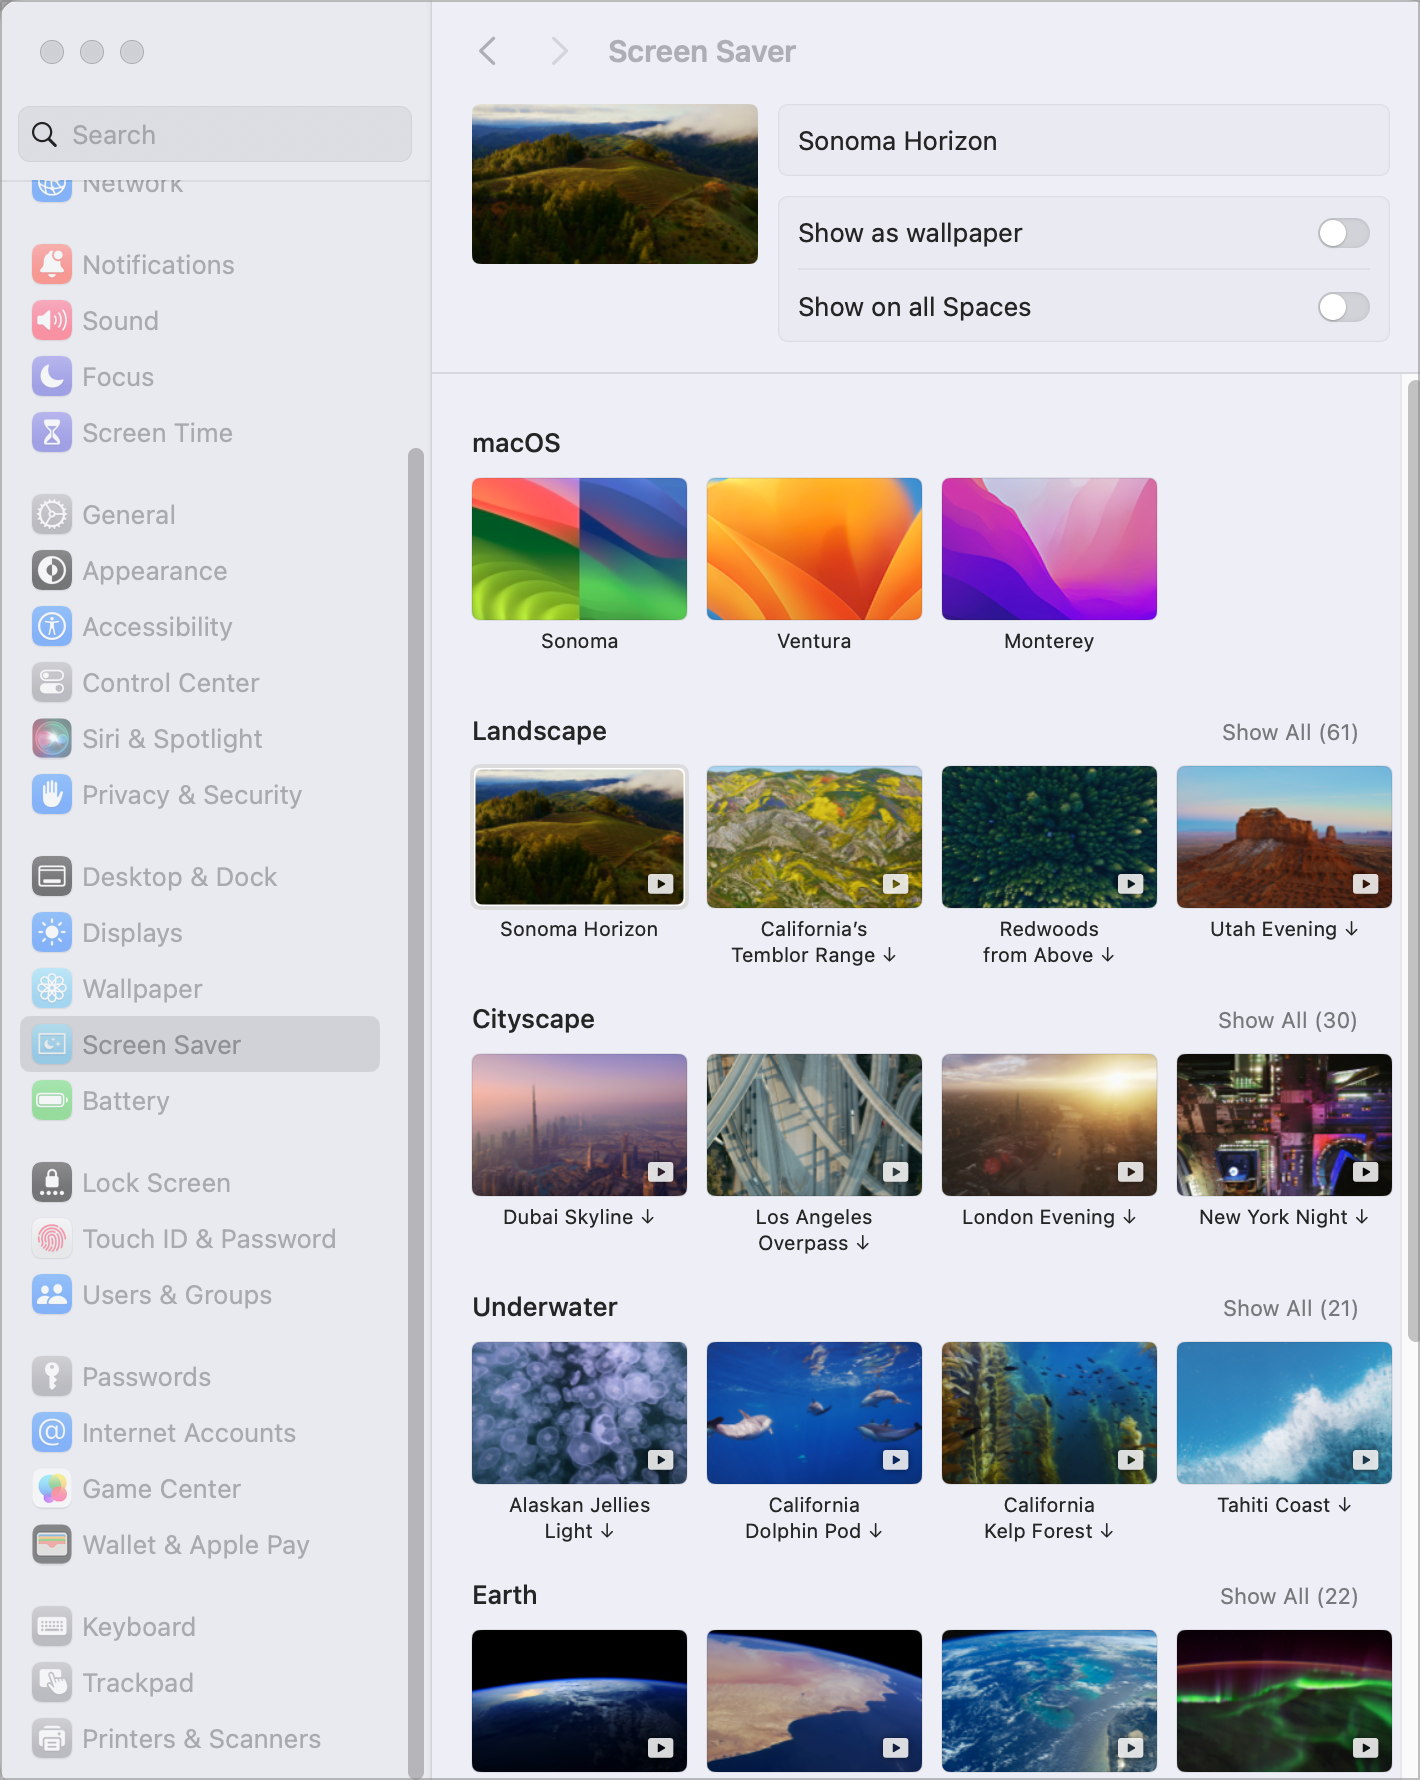 Screen Saver
Search
Network
Notifications
Sound
Focus
Screen Time
General
Appearance
Accessibility
Control Center
Siri & Spotlight
Privacy & Security
Desktop & Dock
Displays
Wallpaper
Screen Saver
Battery
Lock Screen
Touch ID & Password
Users & Groups
Passwords
Internet Accounts
Game Center
Wallet & Apple Pay
Keyboard
Trackpad
Printers & Scanners
Sonoma Horizon
Show as wallpaper
Show on all Spaces
macOS
Sonoma
Ventura
Monterey
Landscape
Show All (61)
Sonoma Horizon
California’s
Temblor Range ↓
Redwoods
from Above ↓
Utah Evening ↓
Cityscape
Show All (30)
Dubai Skyline ↓
Los Angeles
Overpass ↓
London Evening ↓
New York Night ↓
Underwater
Show All (21)
Alaskan Jellies
Light ↓
California
Dolphin Pod ↓
California
Kelp Forest ↓
Tahiti Coast ↓
Earth
Show All (22)